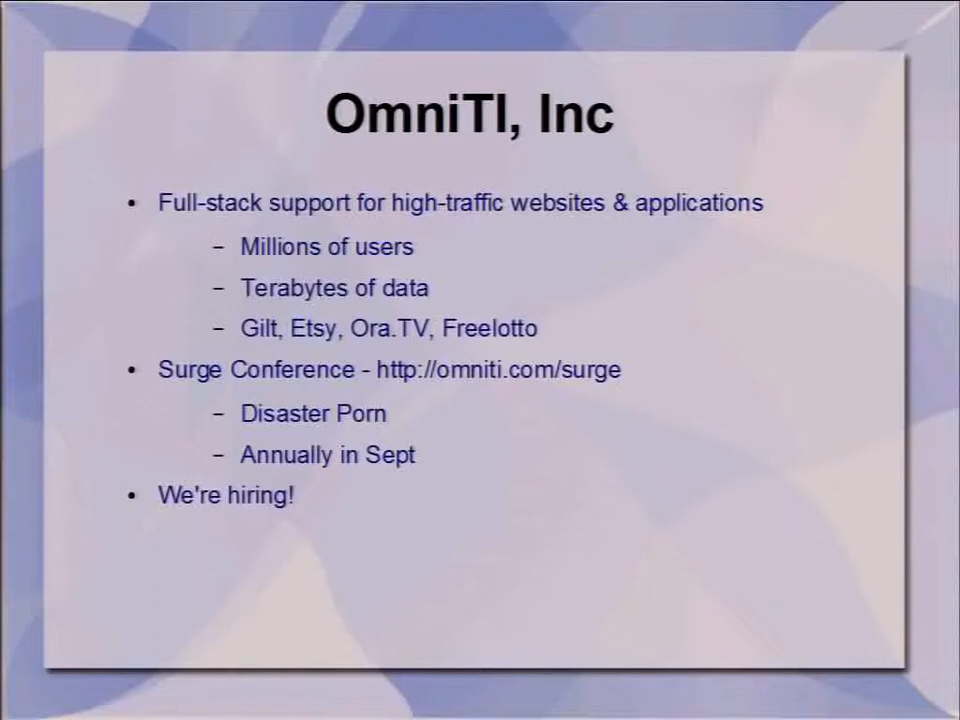 OmniTI, Inc
• Full-stack support for high-traffic websites & applications
– Millions of users
– Terabytes of data
– Gilt, Etsy, Ora.TV, Freelotto
• Surge Conference - http://omniti.com/surge
– Disaster Porn
– Annually in Sept
• We're hiring!